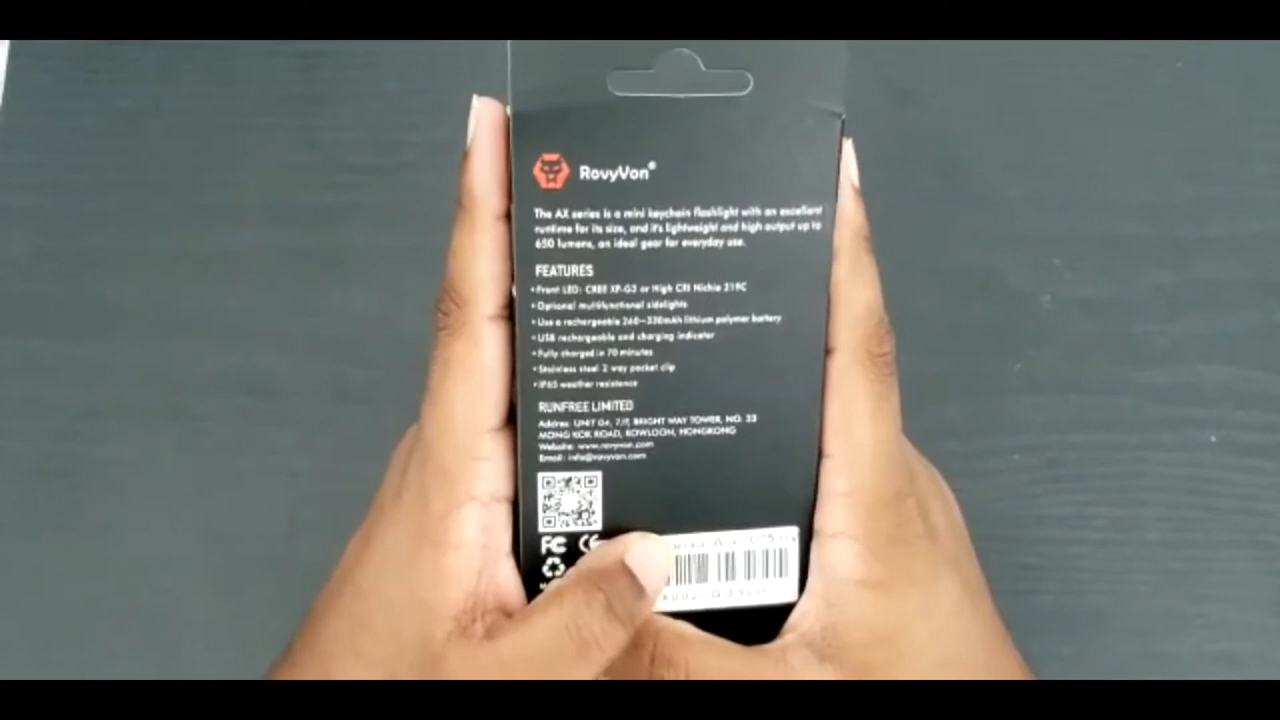 RovyVon®
The AX series is a mini keychain flashlight with an excellent
runtime for its size, and it's lightweight and high output up to
650 lumens, an ideal gear for everyday use.
FEATURES
• Front LED: CREE XP-G3 or High CRI Nichia 219C
• Optional multifunctional sidelights
• Use a rechargeable 260-330mAh lithium polymer battery
• USB rechargeable and charging indicator
• Fully charged in 70 minutes
• Stainless steel 2 way pocket clip
• IP65 weather resistance
RUNFREE LIMITED
Address: UNIT 04, 7/F, BRIGHT WAY TOWER, NO. 33
MONG KOK ROAD, KOWLOON, HONGKONG
Website: www.rovyvon.com
Email: info@rovyvon.com
FC CE